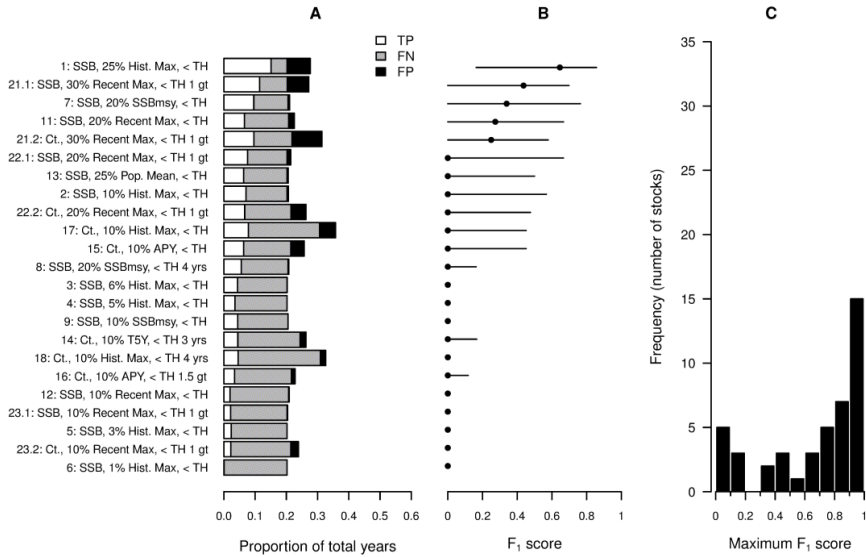 A
B
C
TP
FN
FP
1: SSB, 25% Hist. Max, < TH
21.1: SSB, 30% Recent Max, < TH 1 gt
7: SSB, 20% SSBmsy, < TH
11: SSB, 20% Recent Max, < TH
21.2: Ct., 30% Recent Max, < TH 1 gt
22.1: SSB, 20% Recent Max, < TH 1 gt
13: SSB, 25% Pop. Mean, < TH
2: SSB, 10% Hist. Max, < TH
22.2: Ct., 20% Recent Max, < TH 1 gt
17: Ct., 10% Hist. Max, < TH
15: Ct., 10% APY, < TH
8: SSB, 20% SSBmsy, < TH 4 yrs
3: SSB, 6% Hist. Max, < TH
4: SSB, 5% Hist. Max, < TH
9: SSB, 10% SSBmsy, < TH
14: Ct., 10% T5Y, < TH 3 yrs
18: Ct., 10% Hist. Max, < TH 4 yrs
16: Ct., 10% APY, < TH 1.5 gt
12: SSB, 10% Recent Max, < TH
23.1: SSB, 10% Recent Max, < TH 1 gt
5: SSB, 3% Hist. Max, < TH
23.2: Ct., 10% Recent Max, < TH 1 gt
6: SSB, 1% Hist. Max, < TH
0.0 0.1 0.2 0.3 0.4 0.5 0.6
Proportion of total years
0 0.2 0.4 0.6 0.8 1
F₁ score
Frequency (number of stocks)
35
30
25
20
15
10
5
0
0 0.2 0.4 0.6 0.8 1
Maximum F₁ score